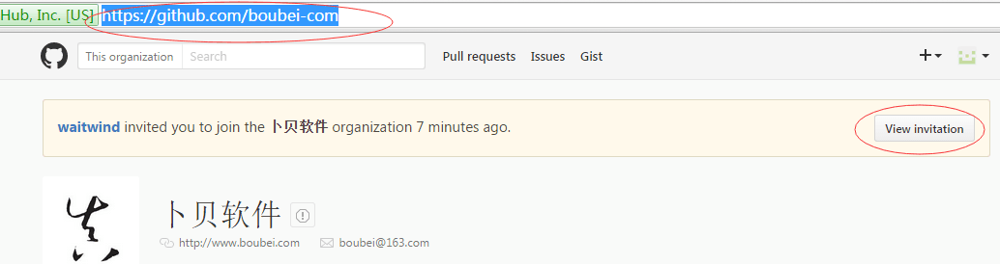 Hub, Inc. [US] https://github.com/boubei-com
This organization Search Pull requests Issues Gist
waitwind invited you to join the 卜贝软件 organization 7 minutes ago. View invitation
卜贝软件
http://www.boubei.com boubei@163.com